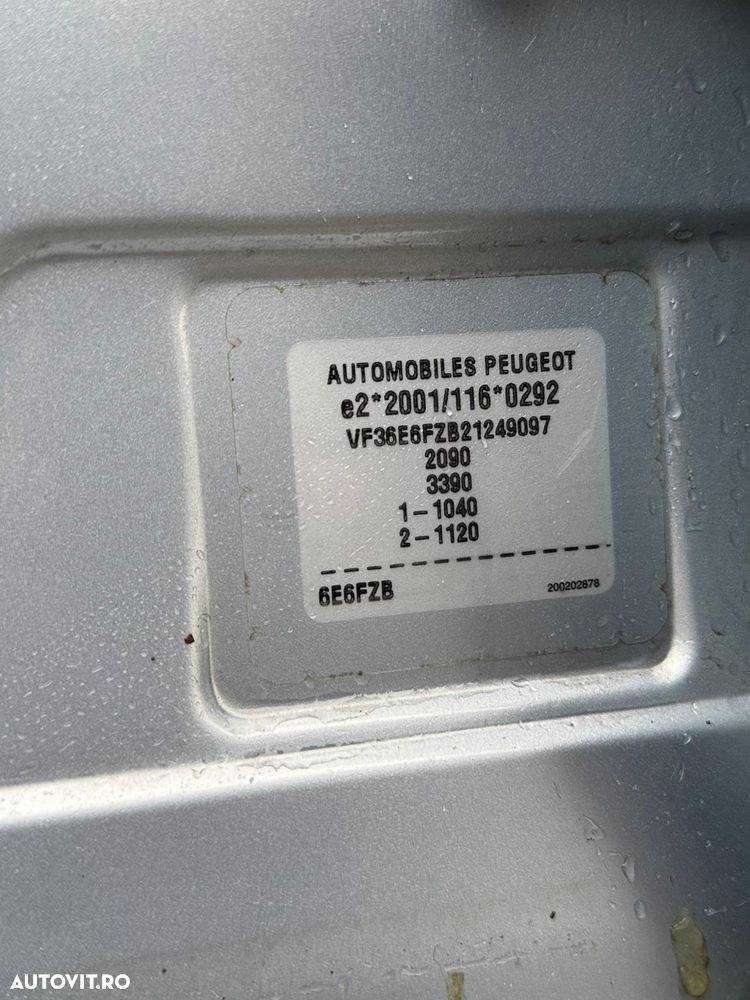 AUTOMOBILES PEUGEOT
e2*2001/116*0292
VF36E6FZB21249097
2090
3390
1-1040
2-1120
6E6FZB 200202878
AUTOVIT.RO